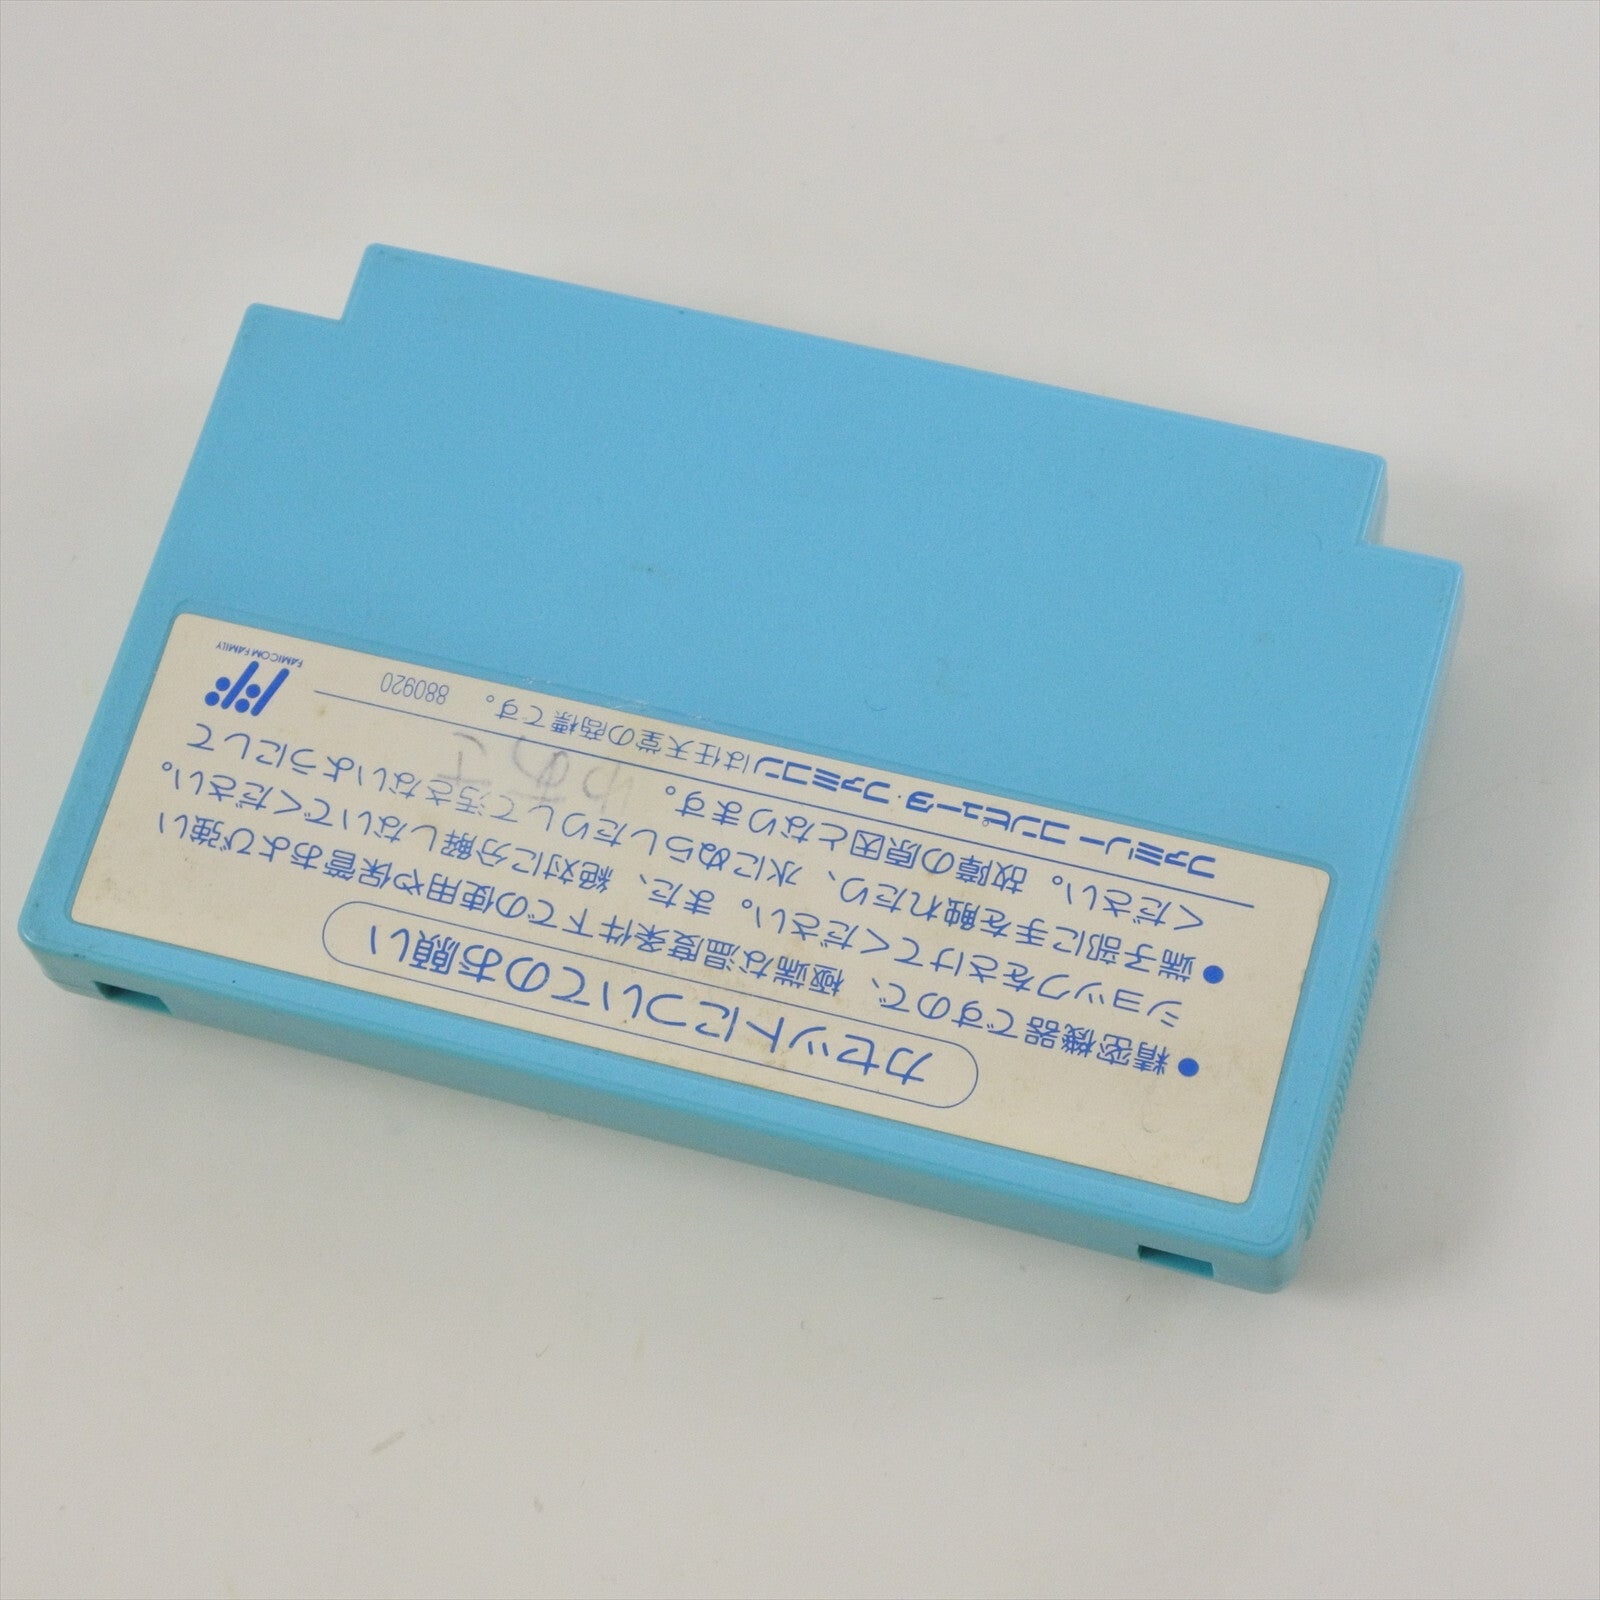 カセットについてのお願い
●精密機器ですので、極端な温度条件下での使用や保管および強い
ショックをさけてください。また、絶対に分解しないでください。
●端子部に手を触れたり、水にぬらしたりして汚さないようにして
ください。故障の原因となります。
ファミリーコンピュータ・ファミコンは任天堂の商標です。 880920
FAMICOM FAMILY